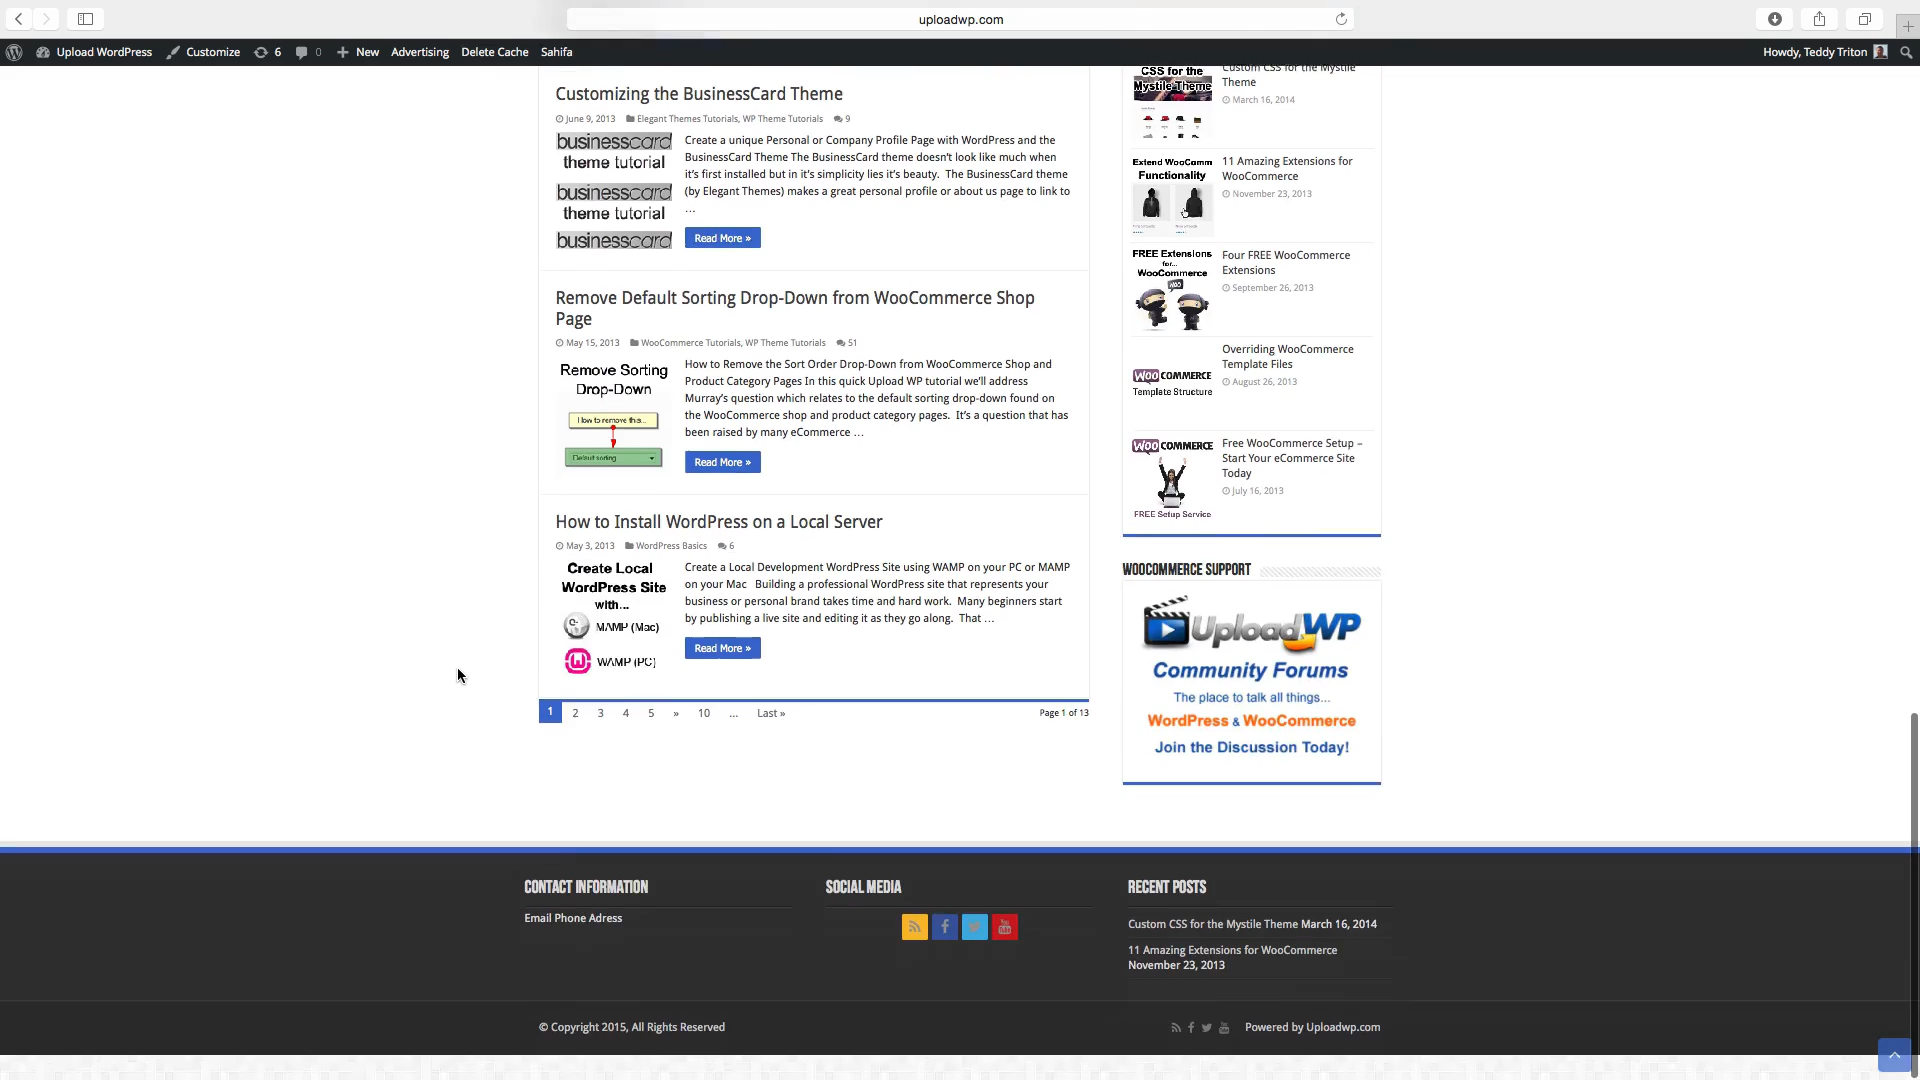 uploadwp.com
Upload WordPress Customize 6 0 New Advertising Delete Cache Sahifa Howdy, Teddy Triton
Customizing the BusinessCard Theme
June 9, 2013 Elegant Themes Tutorials, WP Theme Tutorials 9
businesscard
theme tutorial
businesscard
theme tutorial
businesscard
Create a unique Personal or Company Profile Page with WordPress and the
BusinessCard Theme The BusinessCard theme doesn't look like much when
it's first installed but in it's simplicity lies it's beauty. The BusinessCard theme
(by Elegant Themes) makes a great personal profile or about us page to link to
...
Read More »
Remove Default Sorting Drop-Down from WooCommerce Shop
Page
May 15, 2013 WooCommerce Tutorials, WP Theme Tutorials 51
Remove Sorting
Drop-Down
How to remove this...
Default sorting
How to Remove the Sort Order Drop-Down from WooCommerce Shop and
Product Category Pages In this quick Upload WP tutorial we'll address
Murray's question which relates to the default sorting drop-down found on
the WooCommerce shop and product category pages. It's a question that has
been raised by many eCommerce ...
Read More »
How to Install WordPress on a Local Server
May 3, 2013 WordPress Basics 6
Create Local
WordPress Site
with...
MAMP (Mac)
WAMP (PC)
Create a Local Development WordPress Site using WAMP on your PC or MAMP
on your Mac Building a professional WordPress site that represents your
business or personal brand takes time and hard work. Many beginners start
by publishing a live site and editing it as they go along. That ...
Read More »
1 2 3 4 5 » 10 ... Last » Page 1 of 13
CSS for the
Mystile Theme
Custom CSS for the Mystile
Theme
March 16, 2014
Extend WooComm
Functionality
11 Amazing Extensions for
WooCommerce
November 23, 2013
FREE Extensions
for...
WooCommerce
WOO
Four FREE WooCommerce
Extensions
September 26, 2013
WOO COMMERCE
Template Structure
Overriding WooCommerce
Template Files
August 26, 2013
WOO COMMERCE
FREE Setup Service
Free WooCommerce Setup –
Start Your eCommerce Site
Today
July 16, 2013
WOOCOMMERCE SUPPORT
UploadWP
Community Forums
The place to talk all things...
WordPress & WooCommerce
Join the Discussion Today!
CONTACT INFORMATION
Email Phone Adress
SOCIAL MEDIA
You
RECENT POSTS
Custom CSS for the Mystile Theme March 16, 2014
11 Amazing Extensions for WooCommerce
November 23, 2013
© Copyright 2015, All Rights Reserved
Powered by Uploadwp.com